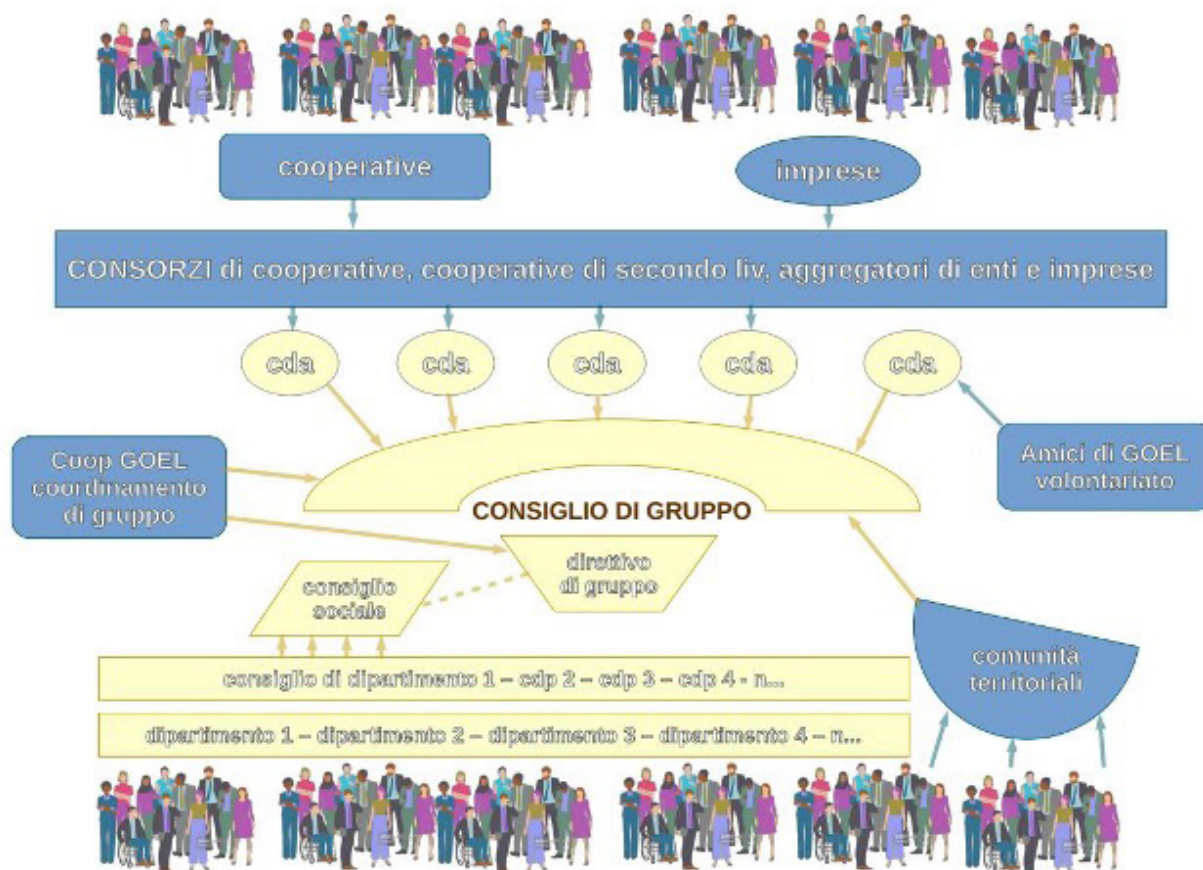 cooperative
imprese
CONSORZI di cooperative, cooperative di secondo liv, aggregatori di enti e imprese
cda
cda
cda
cda
cda
Coop GOEL
coordinamento
di gruppo
Amici di GOEL
volontariato
CONSIGLIO DI GRUPPO
direttivo
di gruppo
consiglio
sociale
comunità
territoriali
consiglio di dipartimento 1 – cdp 2 – cdp 3 – cdp 4 - n...
dipartimento 1 – dipartimento 2 – dipartimento 3 – dipartimento 4 – n...